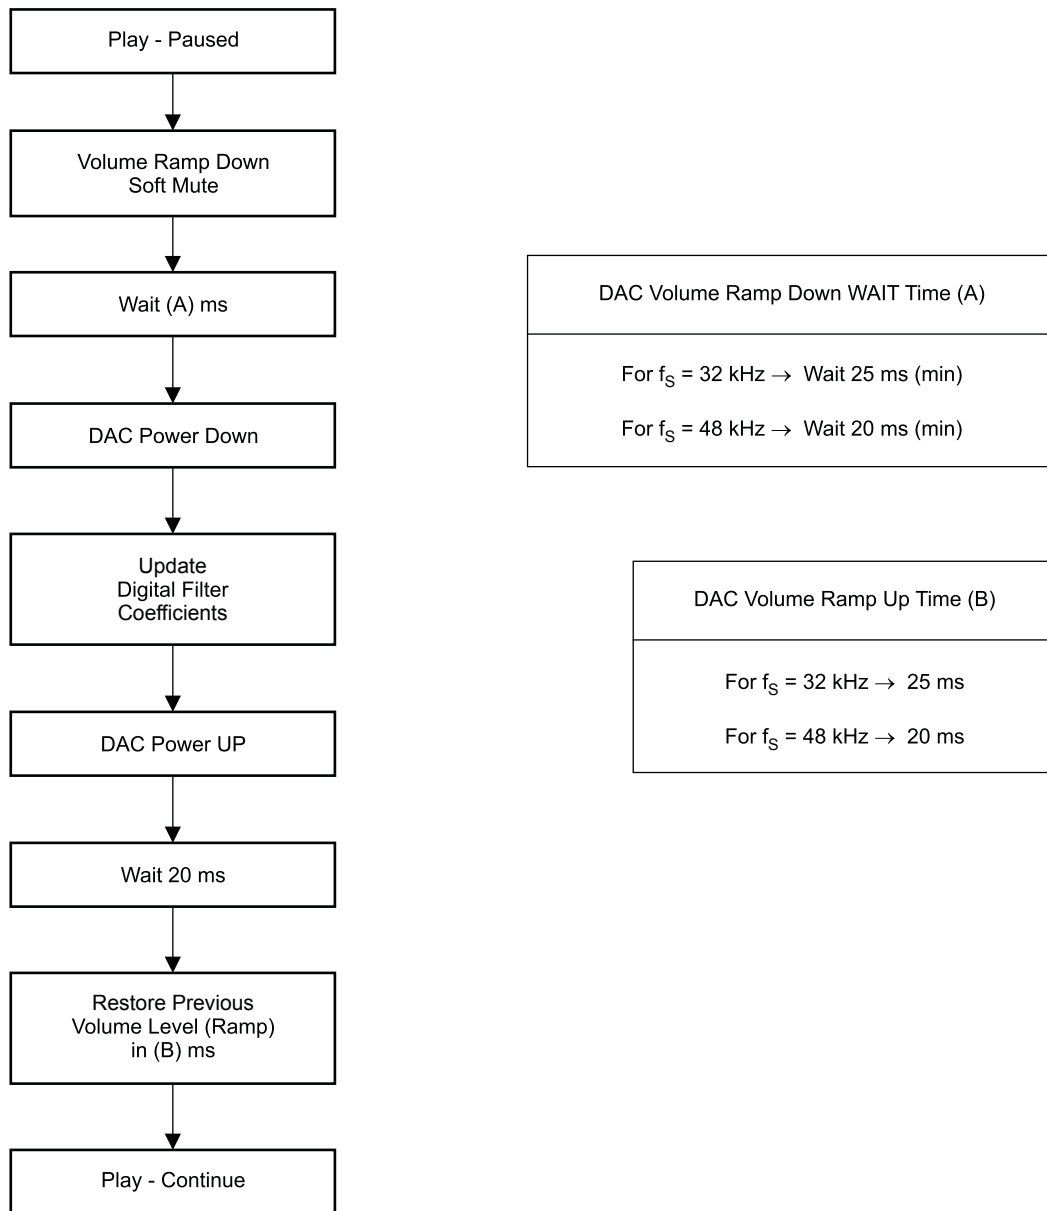 Play - Paused
Volume Ramp Down
Soft Mute
Wait (A) ms
DAC Power Down
Update
Digital Filter
Coefficients
DAC Power UP
Wait 20 ms
Restore Previous
Volume Level (Ramp)
in (B) ms
Play - Continue
DAC Volume Ramp Down WAIT Time (A)
For fS = 32 kHz → Wait 25 ms (min)
For fS = 48 kHz → Wait 20 ms (min)
DAC Volume Ramp Up Time (B)
For fS = 32 kHz → 25 ms
For fS = 48 kHz → 20 ms